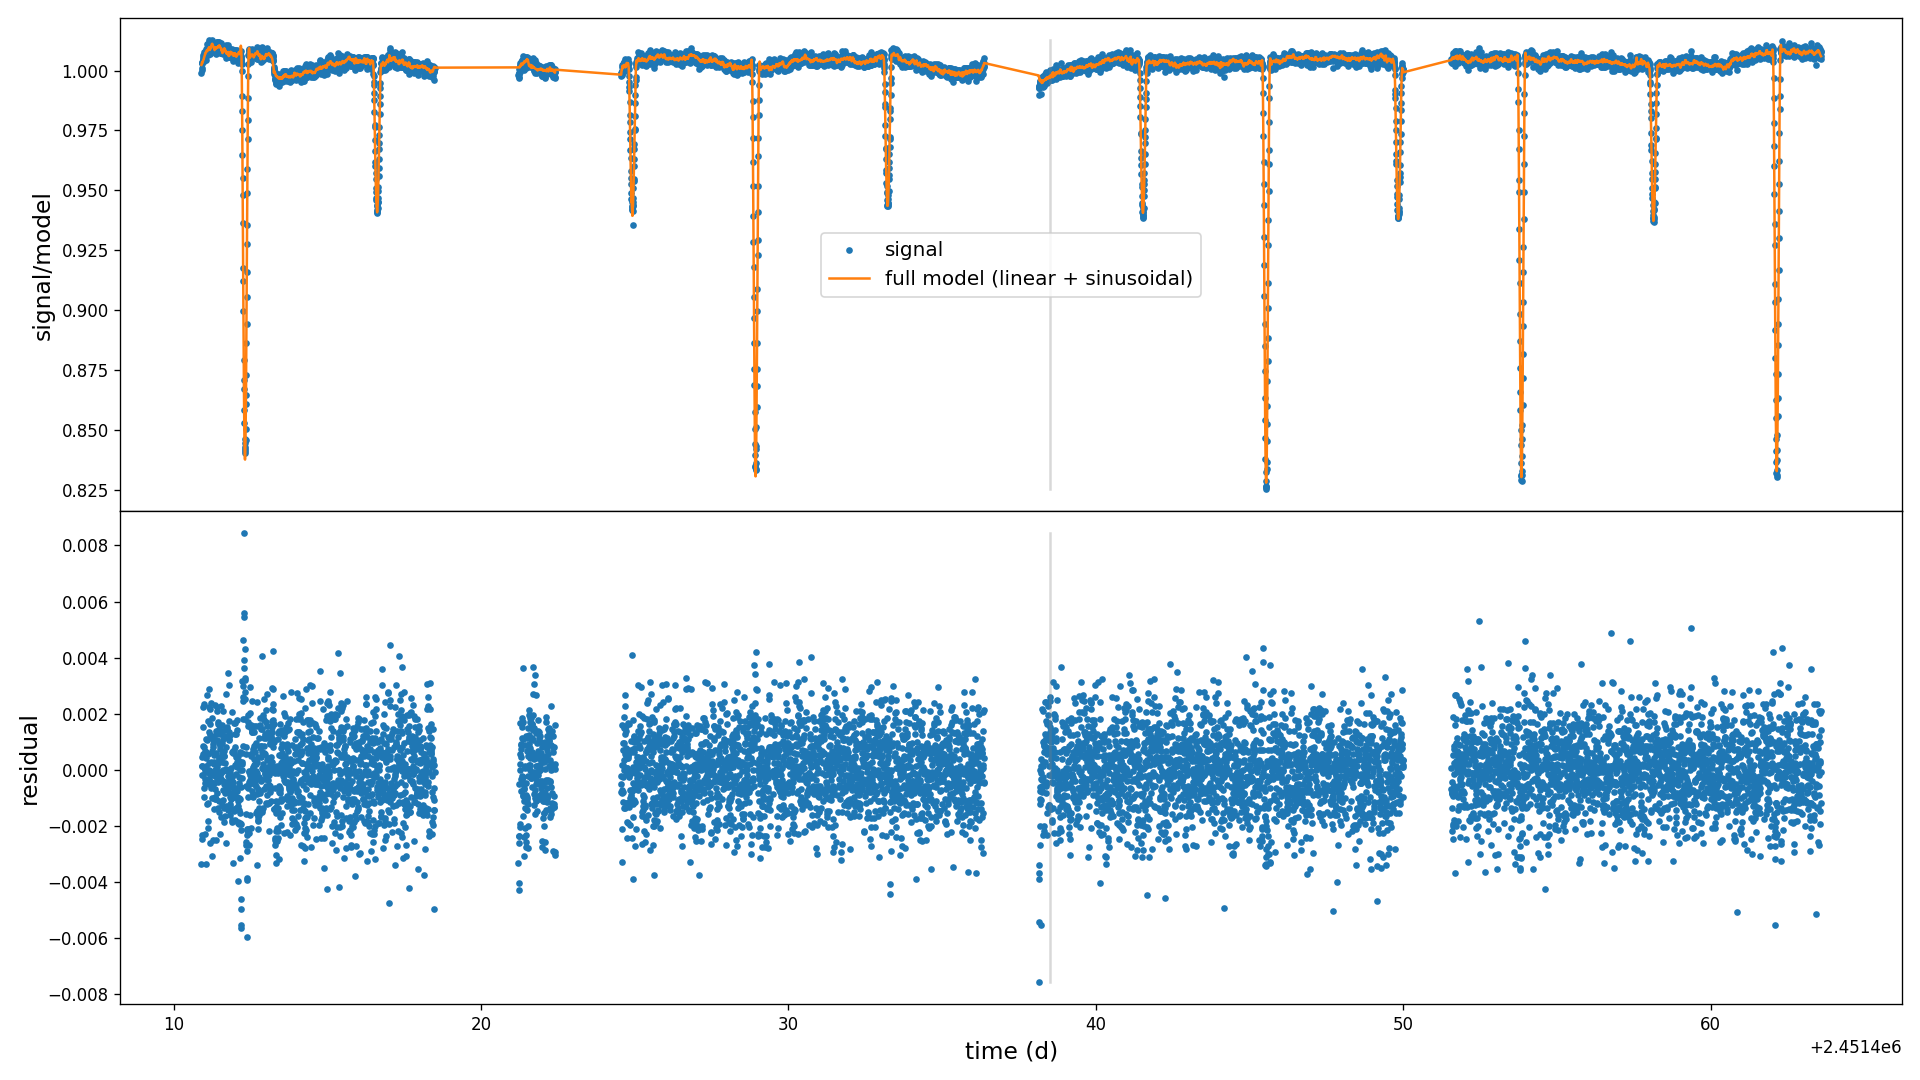 1.000
0.975
0.950
0.925
0.900
0.875
0.850
0.825
signal/model
signal
full model (linear + sinusoidal)
0.008
0.006
0.004
0.002
0.000
−0.002
−0.004
−0.006
−0.008
residual
10 20 30 40 50 60
time (d)
+2.4514e6